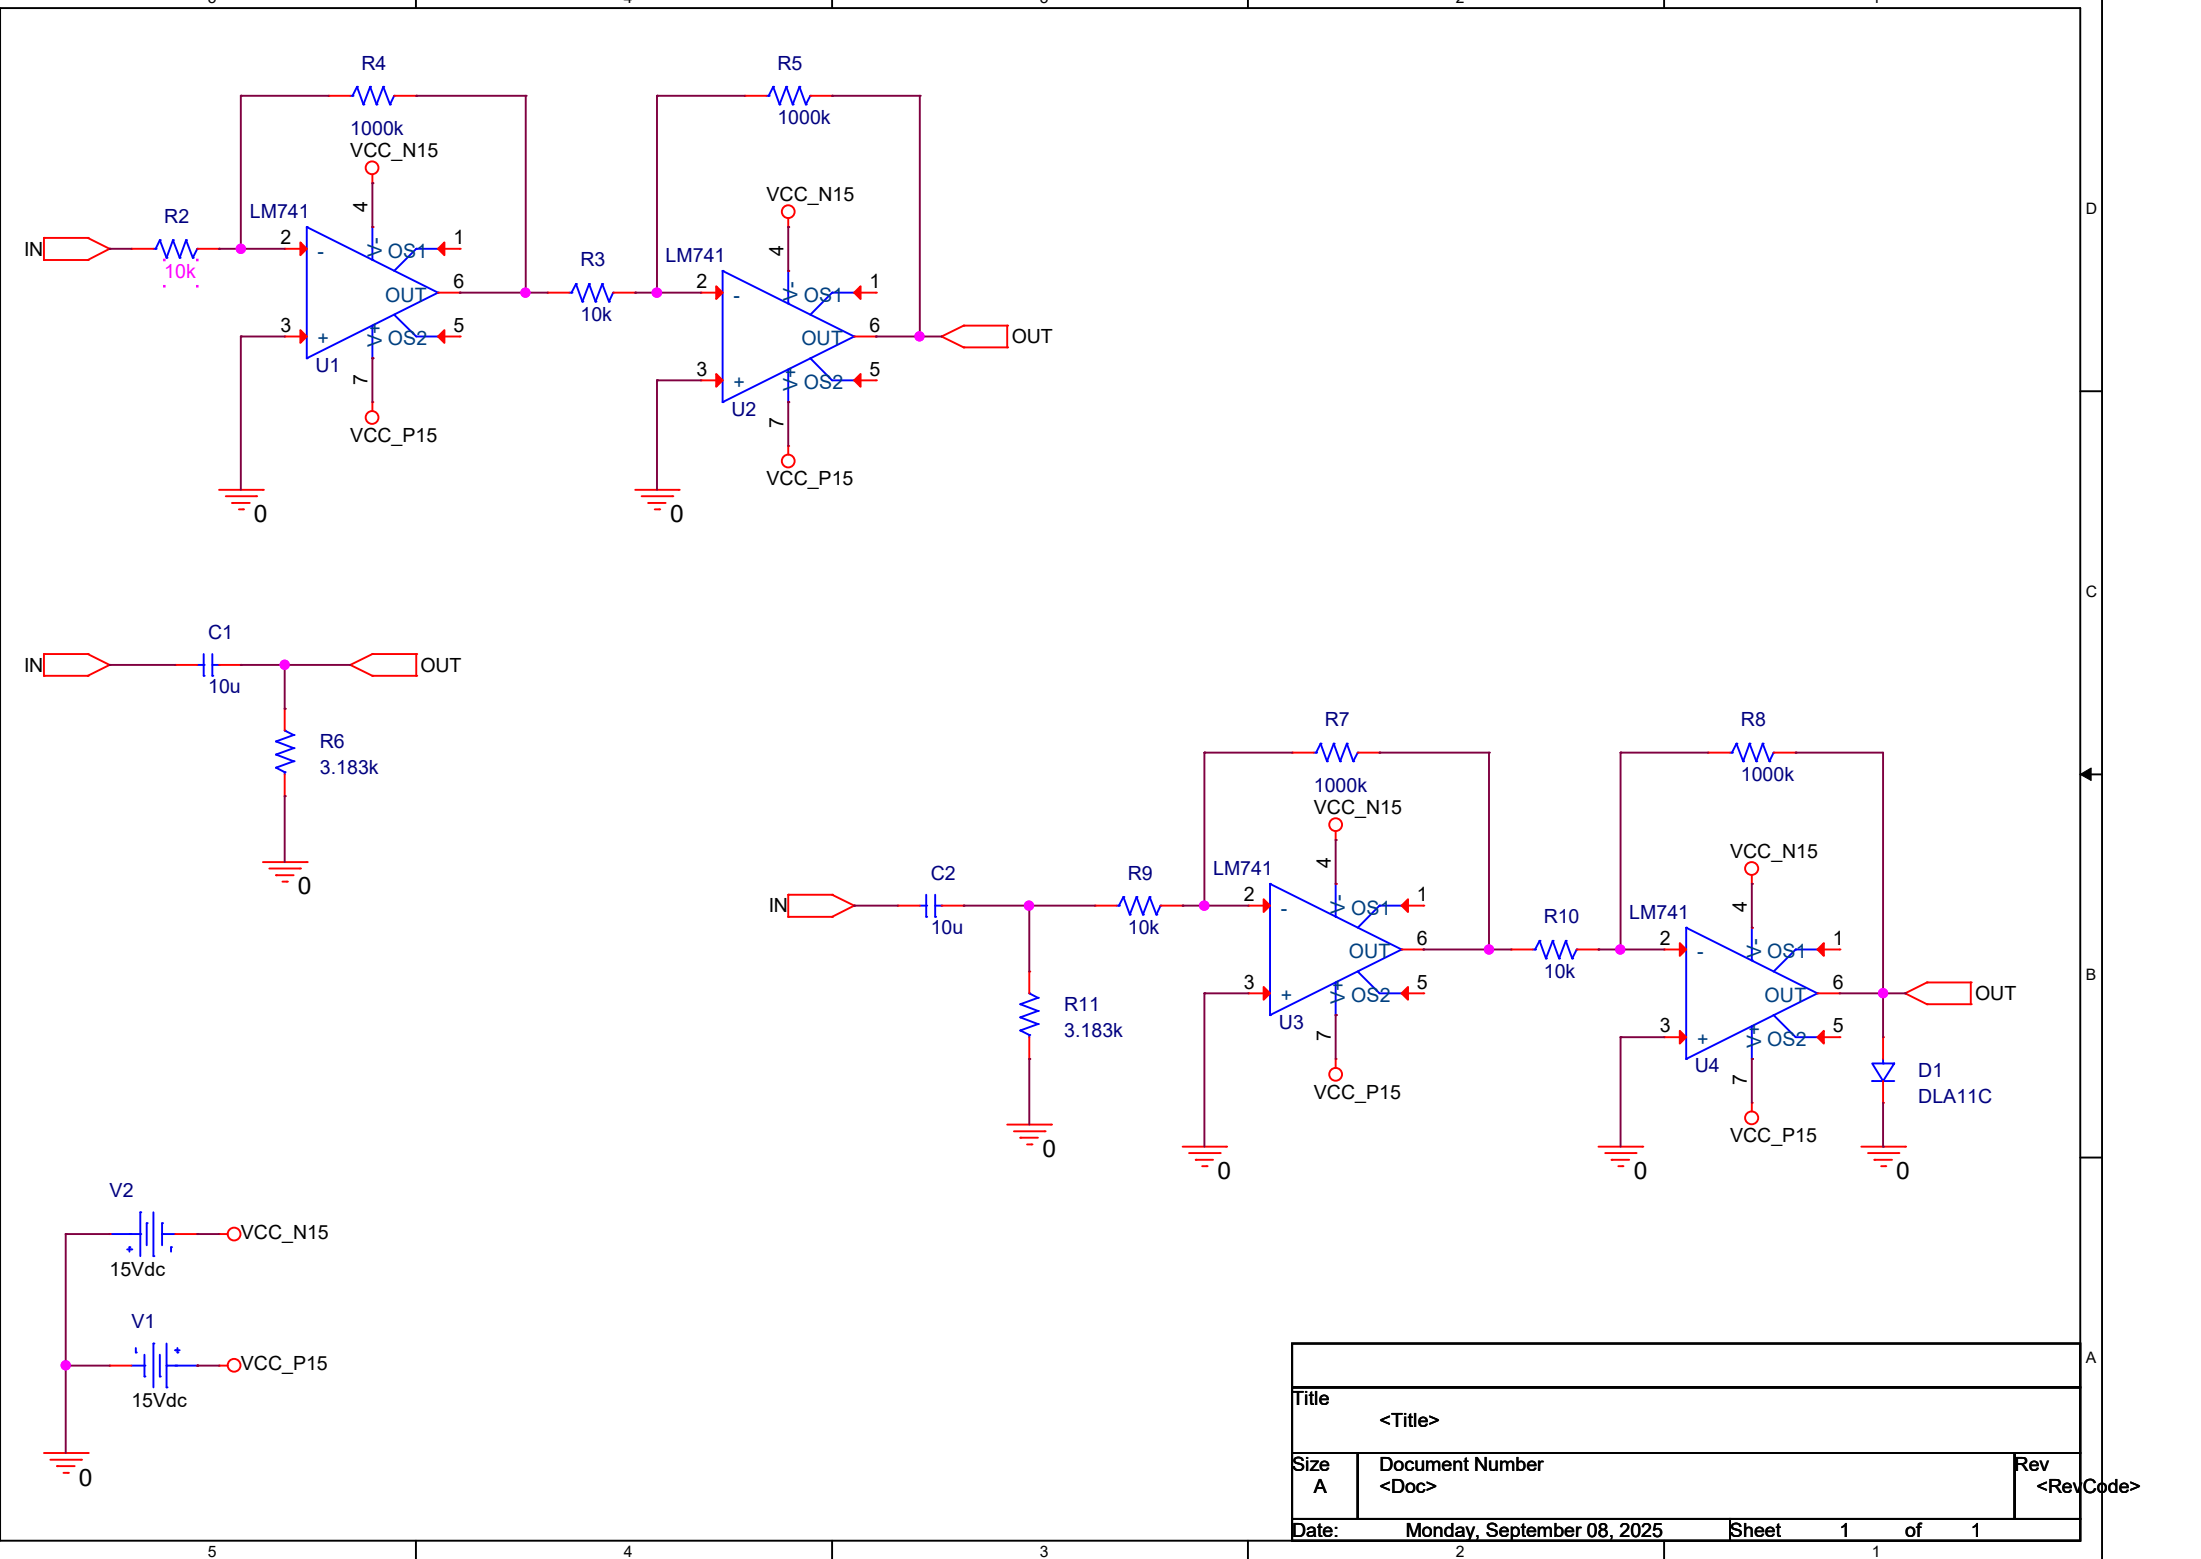 5 4 3 2 1
R4
1000k
VCC_N15
R5
1000k
VCC_N15
IN
R2
10k
LM741
2
-
4
V-
OS1
1
OUT
6
3
+
V+
OS2
5
U1
7
VCC_P15
0
R3
10k
LM741
2
-
4
V-
OS1
1
OUT
6
OUT
3
+
V+
OS2
5
U2
7
VCC_P15
0
D
C
IN
C1
10u
OUT
R6
3.183k
0
R7
1000k
VCC_N15
R8
1000k
VCC_N15
IN
C2
10u
R9
10k
LM741
2
-
4
V-
OS1
1
OUT
6
3
+
V+
OS2
5
U3
7
VCC_P15
0
R11
3.183k
0
R10
10k
LM741
2
-
4
V-
OS1
1
OUT
6
OUT
3
+
V+
OS2
5
U4
7
VCC_P15
0
D1
DLA11C
0
B
V2
+ -
15Vdc
VCC_N15
V1
- +
15Vdc
VCC_P15
0
A
Title
<Title>
Size
A
Document Number
<Doc>
Rev
<RevCode>
Date:
Monday, September 08, 2025
Sheet 1 of 1
5 4 3 2 1